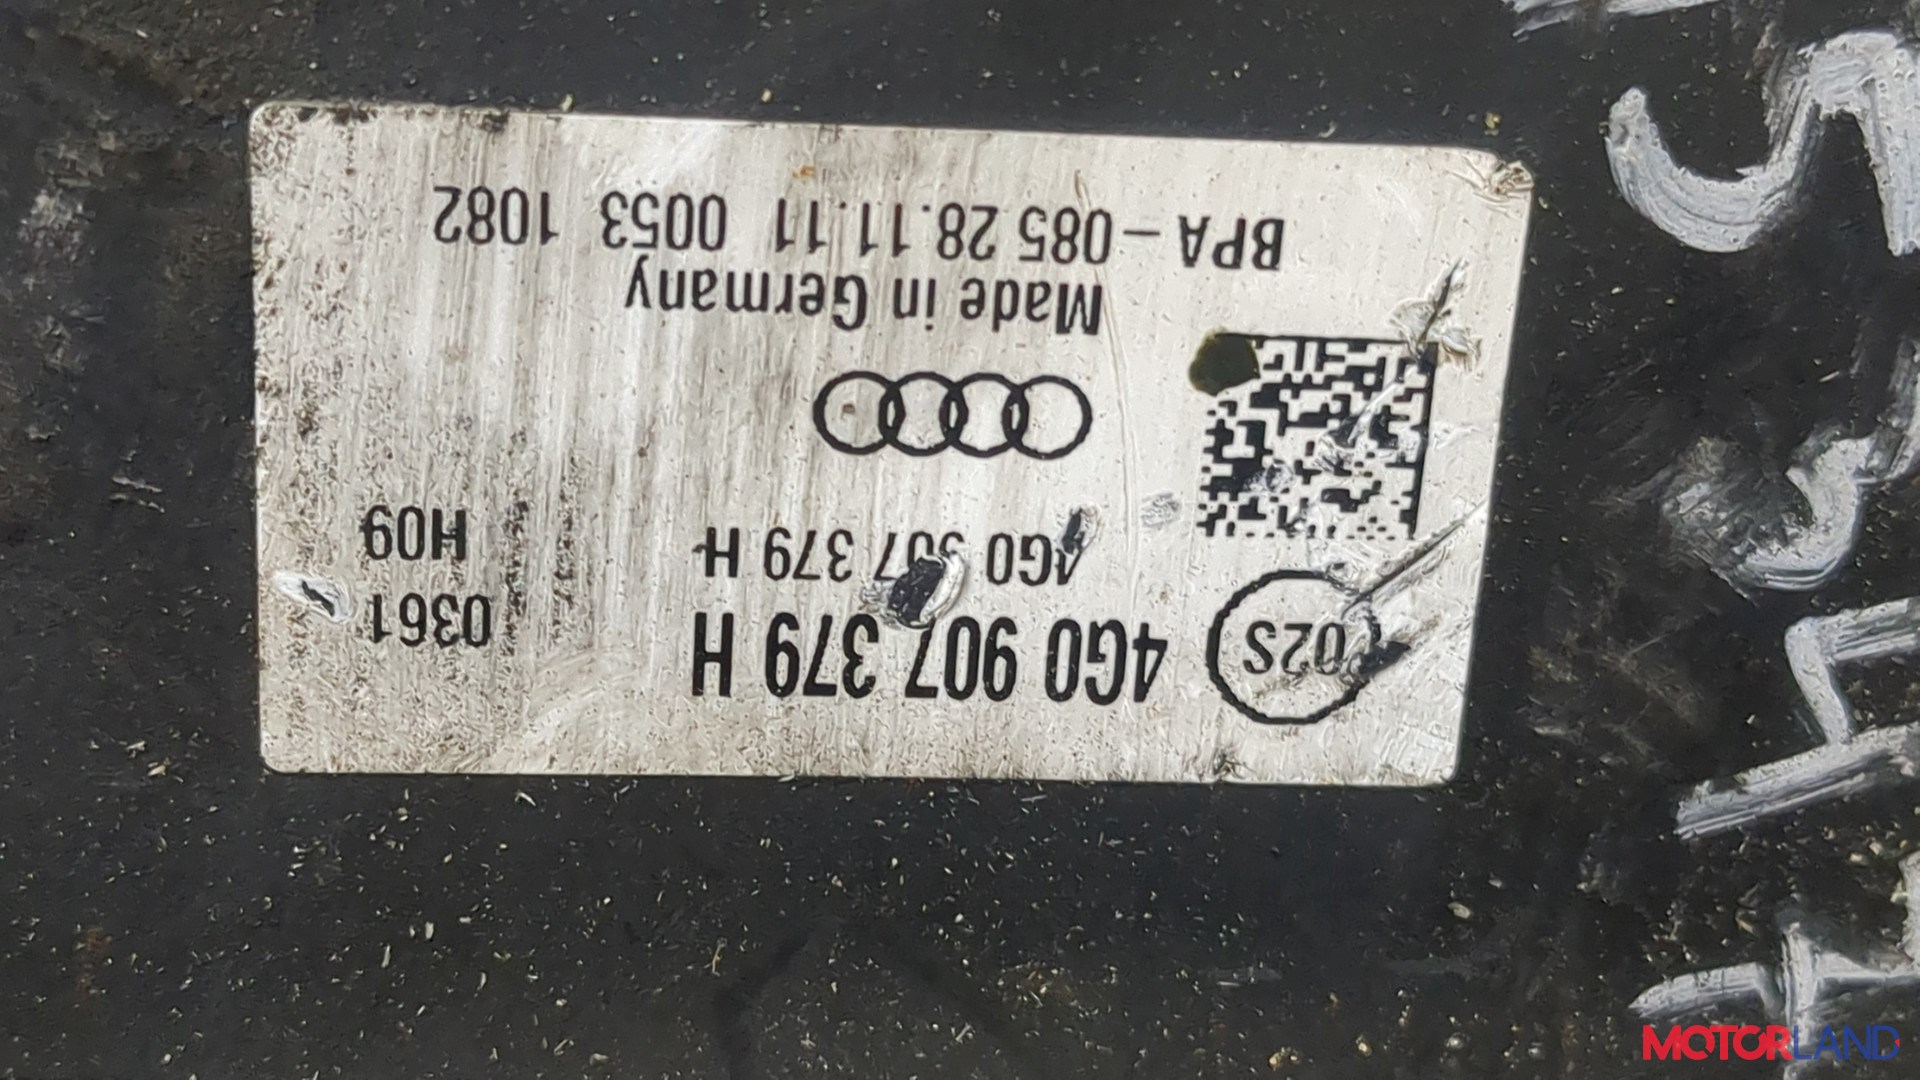 02S 4G0 907 379 H 0361
4G0 907 379 H H09
Made in Germany
BPA - 085 28.11.11 0053 1082
MOTORLAND